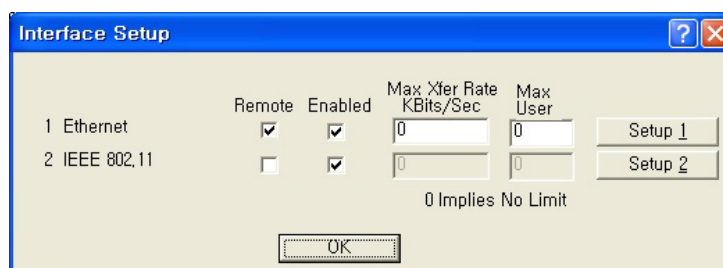 Interface Setup
Remote Enabled Max Xfer Rate KBits/Sec Max User
1 Ethernet 0 0 Setup 1
2 IEEE 802,11 0 0 Setup 2
0 Implies No Limit
OK